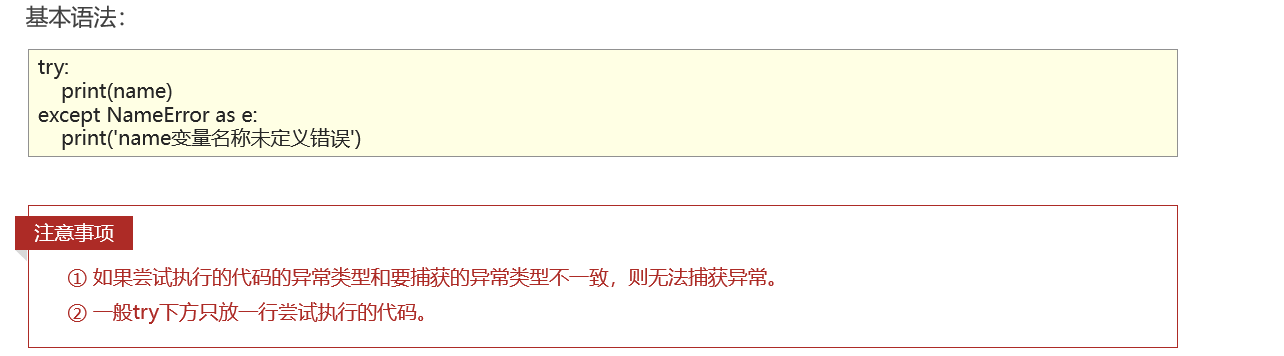 基本语法：
try:
    print(name)
except NameError as e:
    print('name变量名称未定义错误')
注意事项
① 如果尝试执行的代码的异常类型和要捕获的异常类型不一致，则无法捕获异常。
② 一般try下方只放一行尝试执行的代码。